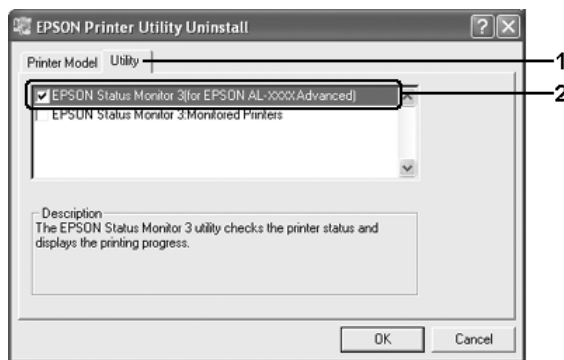 EPSON Printer Utility Uninstall
Printer Model Utility 1
EPSON Status Monitor 3(for EPSON AL-XXXX Advanced) 2
EPSON Status Monitor 3:Monitored Printers
Description
The EPSON Status Monitor 3 utility checks the printer status and
displays the printing progress.
OK Cancel